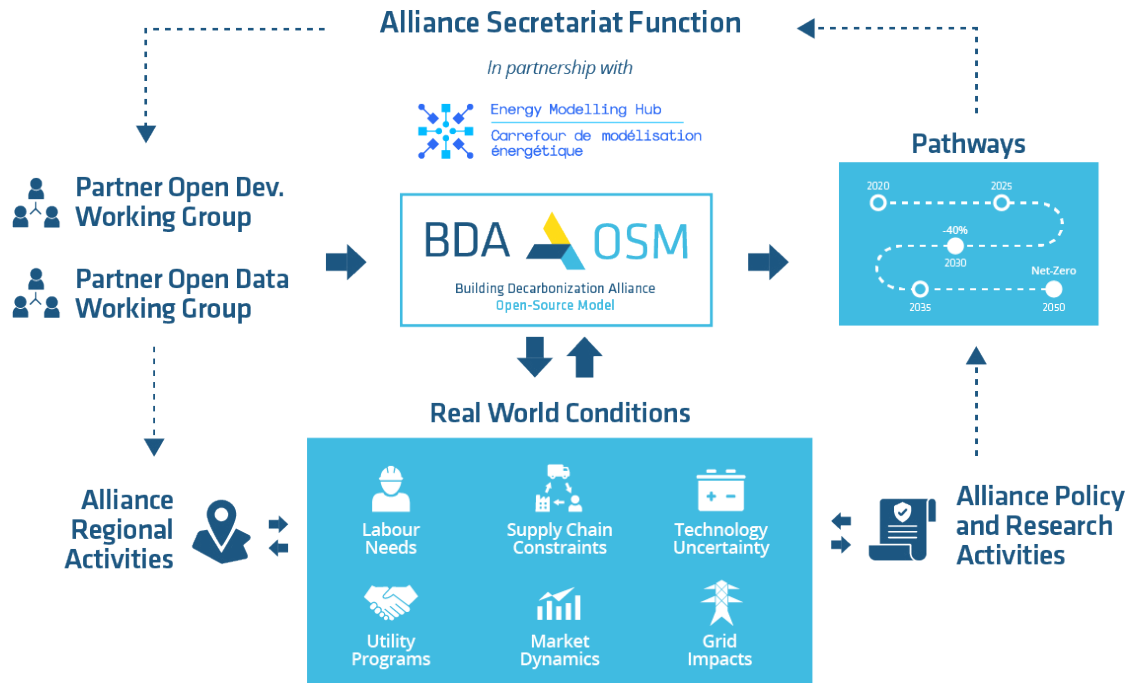 Alliance Secretariat Function
In partnership with
Energy Modelling Hub
Carrefour de modélisation
énergétique
Partner Open Dev.
Working Group
Partner Open Data
Working Group
BDA OSM
Building Decarbonization Alliance
Open-Source Model
Pathways
2020
2025
-40%
2030
Net-Zero
2035
2050
Real World Conditions
Labour
Needs
Supply Chain
Constraints
Technology
Uncertainty
Utility
Programs
Market
Dynamics
Grid
Impacts
Alliance
Regional
Activities
Alliance Policy
and Research
Activities